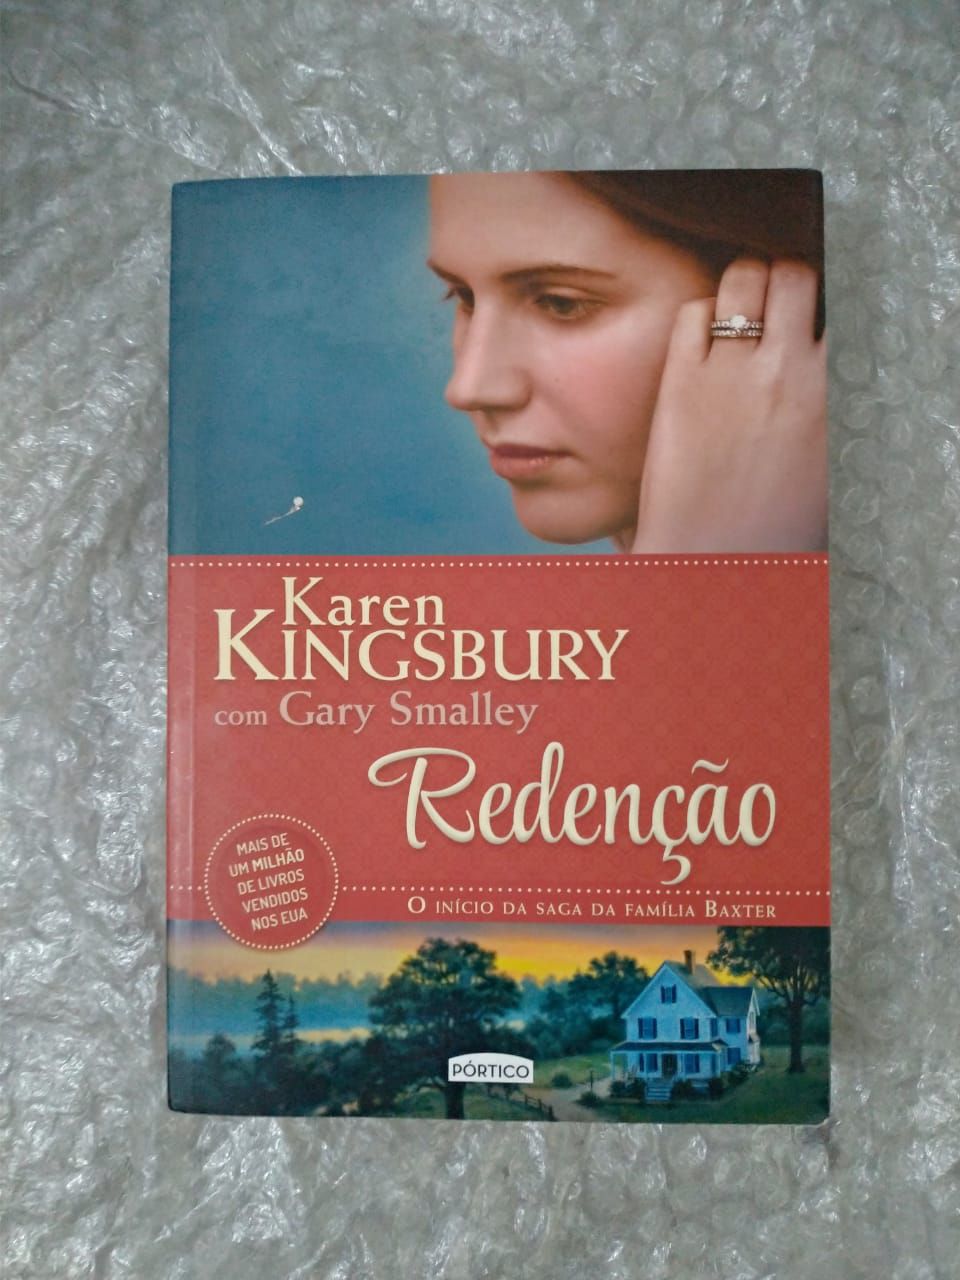 Karen
KINGSBURY
com Gary Smalley
Redenção
MAIS DE
UM MILHÃO
DE LIVROS
VENDIDOS
NOS EUA
O INÍCIO DA SAGA DA FAMÍLIA BAXTER
PÓRTICO